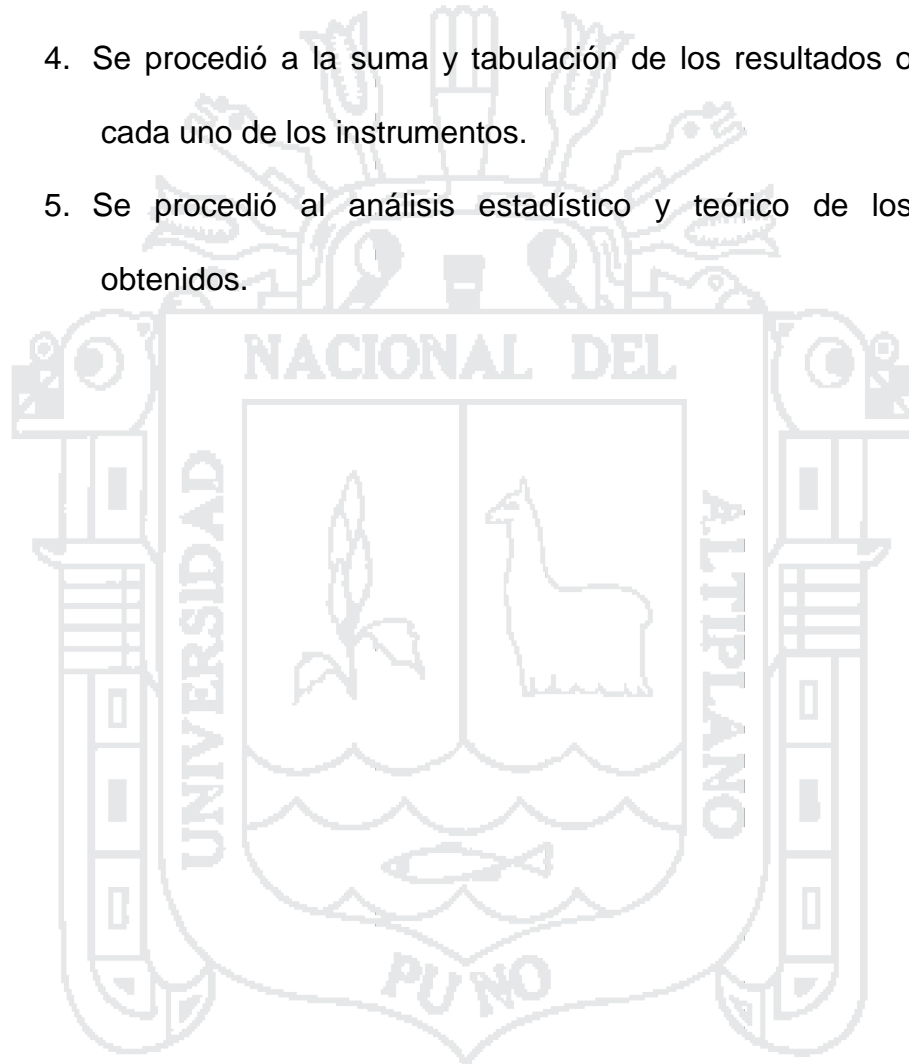 4. Se procedió a la suma y tabulación de los resultados
cada uno de los instrumentos.
5. Se procedió al análisis estadístico y teórico de los
obtenidos.
NACIONAL DEL
UNIVERSIDAD
ALTIPLANO
PUNO